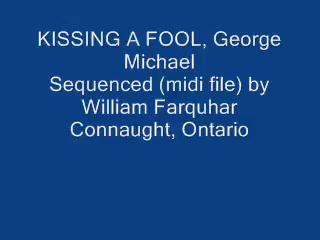 KISSING A FOOL, George
Michael
Sequenced (midi file) by
William Farquhar
Connaught, Ontario